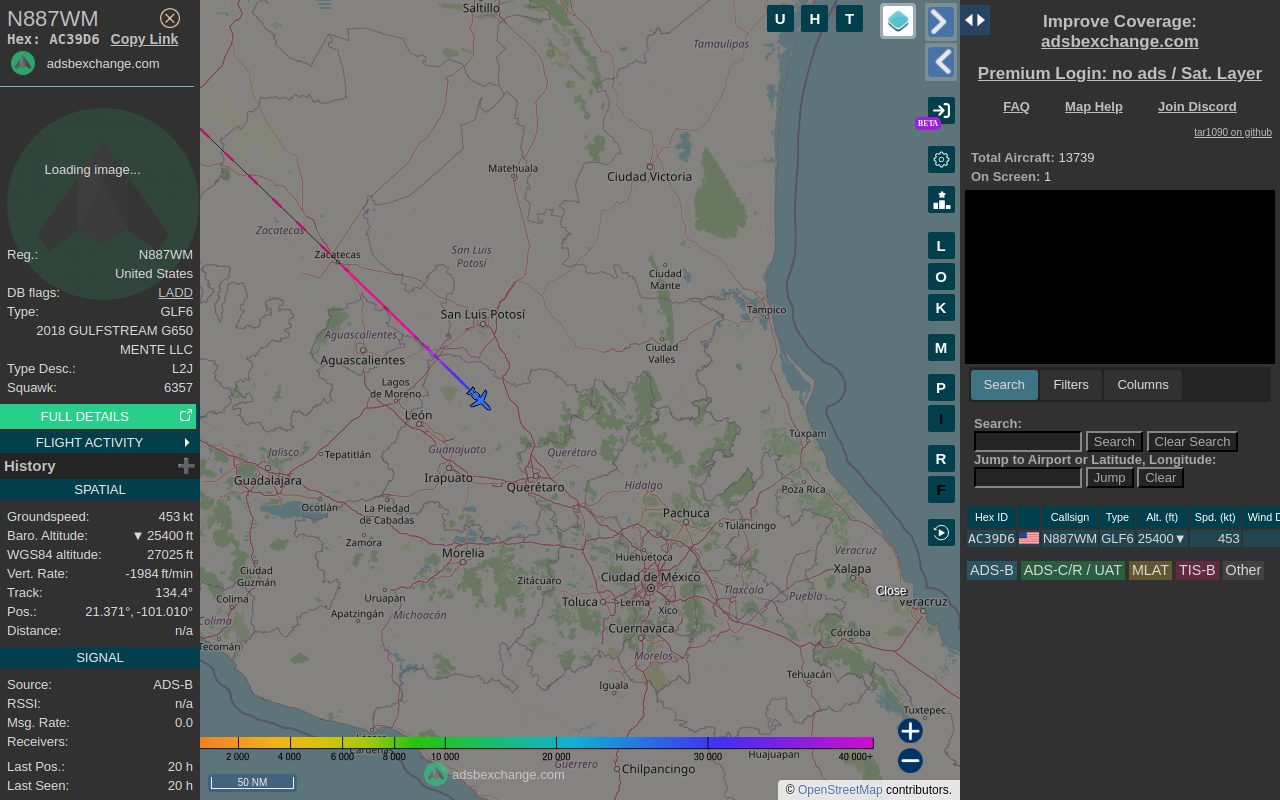 N887WM
Hex: AC39D6 Copy Link
adsbexchange.com
Loading image...
Reg.: N887WM
United States
DB flags: LADD
Type: GLF6
2018 GULFSTREAM G650
MENTE LLC
Type Desc.: L2J
Squawk: 6357
FULL DETAILS
FLIGHT ACTIVITY
History
SPATIAL
Groundspeed: 453 kt
Baro. Altitude: ▼ 25400 ft
WGS84 altitude: 27025 ft
Vert. Rate: -1984 ft/min
Track: 134.4°
Pos.: 21.371°, -101.010°
Distance: n/a
SIGNAL
Source: ADS-B
RSSI: n/a
Msg. Rate: 0.0
Receivers:
Last Pos.: 20 h
Last Seen: 20 h
Saltillo
U H T
Tamaulipas
BETA
Matehuala
Ciudad Victoria
Zacatecas
Zacatecas
San Luis
Potosí
L
O
K
M
P
I
R
F
Ciudad
Mante
Tampico
San Luis Potosí
Aguascalientes
Aguascalientes
Ciudad
Valles
Lagos
de Moreno
León
Túxpam
Jalisco
Tepatitlán
Guanajuato
Querétaro
Guadalajara
Irapuato
Querétaro
Hidalgo
Poza Rica
Ocotlán
La Piedad
de Cabadas
Pachuca
Tulancingo
Zamora
Morelia
Huehuetoca
Veracruz
Ciudad
Guzmán
Zitácuaro
Ciudad de México
Xalapa
Colima
Uruapan
Toluca
Lerma
Tlaxcala
Puebla
Close
Veracruz
Xico
Apatzingán
Michoacán
Colima
Cuernavaca
Córdoba
Tecomán
Morelos
Tehuacán
Iguala
Tuxtepec
Lázaro
Cárdenas
Huajuapan
2 000 4 000 6 000 8 000 10 000 20 000 30 000 40 000+
Guerrero
Chilpancingo
adsbexchange.com
50 NM
© OpenStreetMap contributors.
Improve Coverage:
adsbexchange.com
Premium Login: no ads / Sat. Layer
FAQ Map Help Join Discord
tar1090 on github
Total Aircraft: 13739
On Screen: 1
Search Filters Columns
Search:
Search Clear Search
Jump to Airport or Latitude, Longitude:
Jump Clear
Hex ID Callsign Type Alt. (ft) Spd. (kt) Wind D
AC39D6 N887WM GLF6 25400▼ 453
ADS-B ADS-C/R / UAT MLAT TIS-B Other